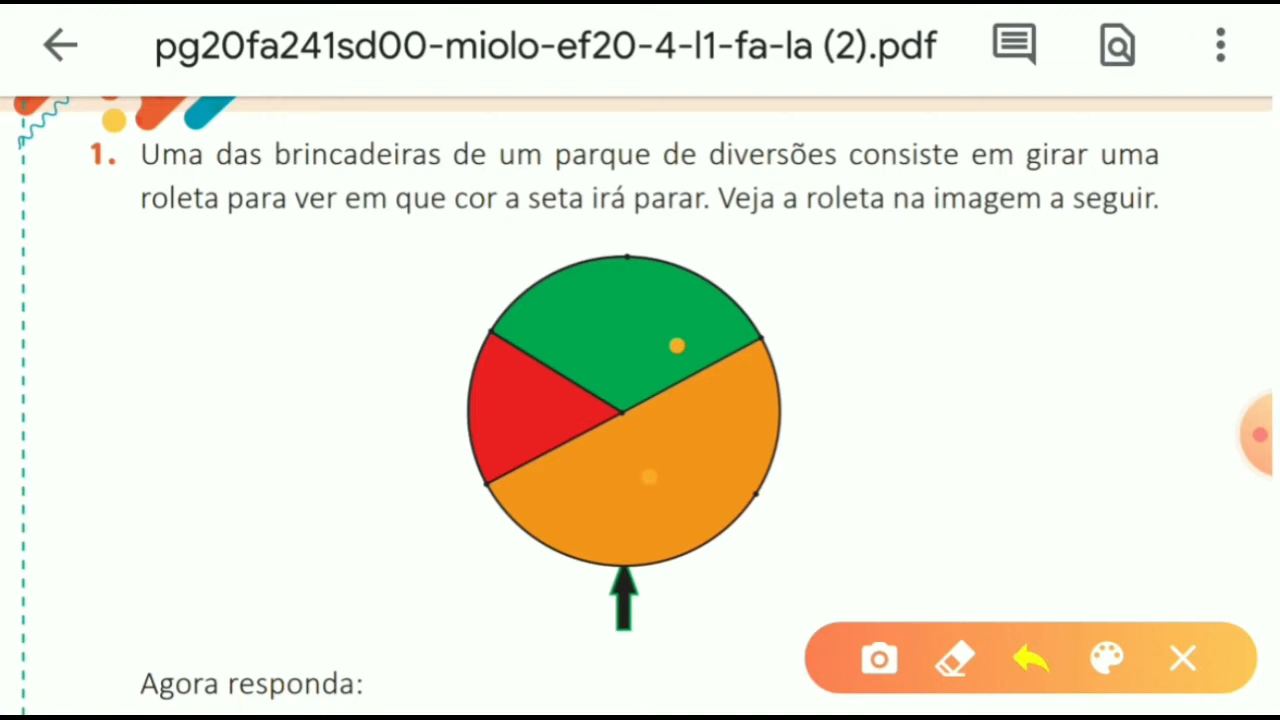 pg20fa241sd00-miolo-ef20-4-l1-fa-la (2).pdf
1. Uma das brincadeiras de um parque de diversões consiste em girar uma
roleta para ver em que cor a seta irá parar. Veja a roleta na imagem a seguir.
Agora responda: